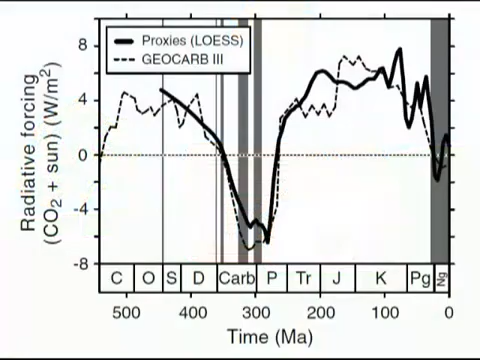 Proxies (LOESS)
GEOCARB III
Radiative forcing
(CO2 + sun) (W/m2)
8
4
0
-4
-8
C O S D Carb P Tr J K Pg Ng
500 400 300 200 100 0
Time (Ma)